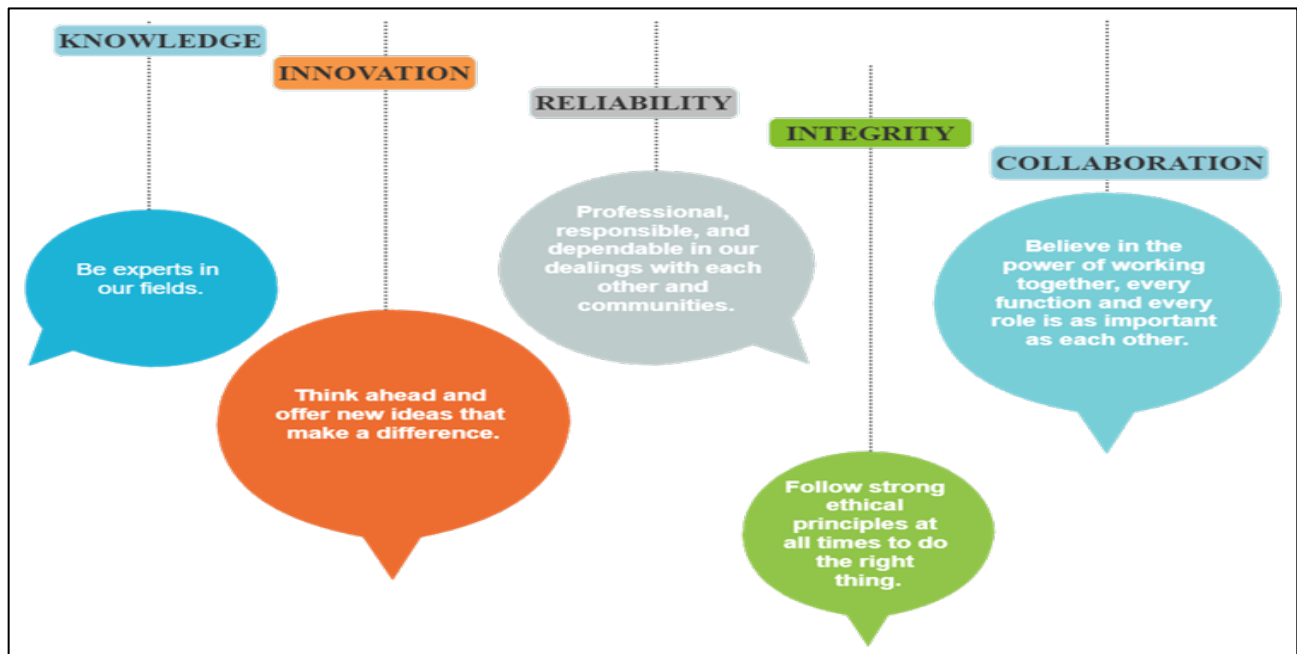 KNOWLEDGE
Be experts in
our fields.
INNOVATION
Think ahead and
offer new ideas that
make a difference.
RELIABILITY
Professional,
responsible, and
dependable in our
dealings with each
other and
communities.
INTEGRITY
Follow strong
ethical
principles at
all times to do
the right
thing.
COLLABORATION
Believe in the
power of working
together, every
function and every
role is as important
as each other.